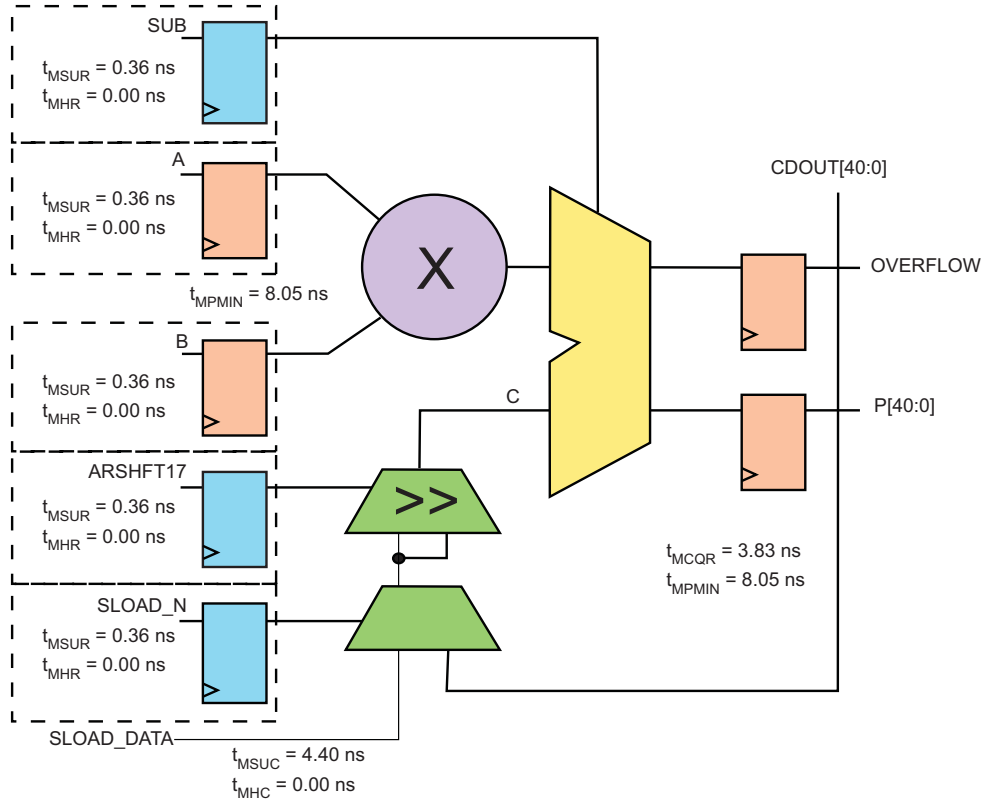 SUB
tMSUR = 0.36 ns
tMHR = 0.00 ns
A
tMSUR = 0.36 ns
tMHR = 0.00 ns
CDOUT[40:0]
X
OVERFLOW
tMPMIN = 8.05 ns
B
tMSUR = 0.36 ns
tMHR = 0.00 ns
C
P[40:0]
ARSHFT17
tMSUR = 0.36 ns
tMHR = 0.00 ns
>>
tMCQR = 3.83 ns
tMPMIN = 8.05 ns
SLOAD_N
tMSUR = 0.36 ns
tMHR = 0.00 ns
SLOAD_DATA
tMSUC = 4.40 ns
tMHC = 0.00 ns